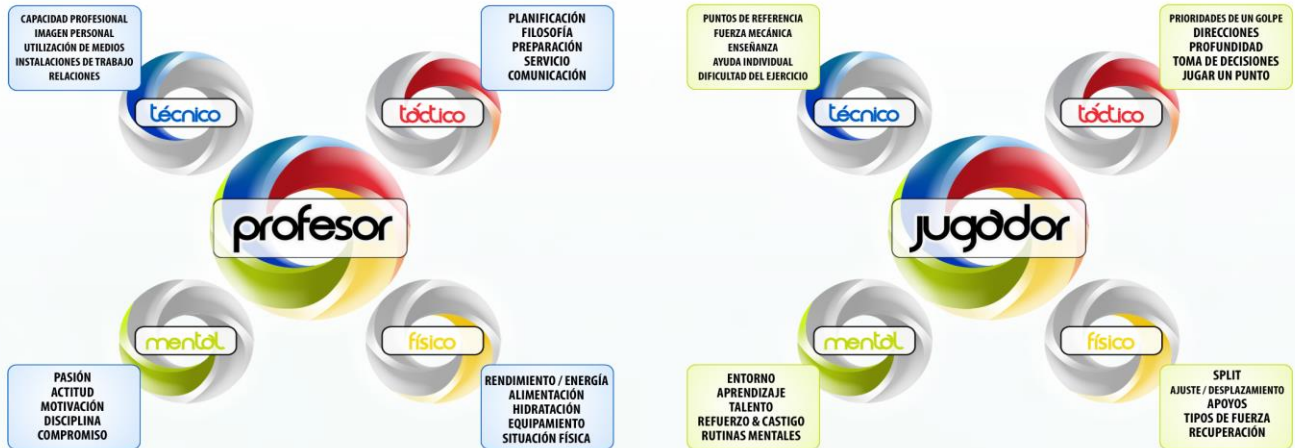 CAPACIDAD PROFESIONAL
IMAGEN PERSONAL
UTILIZACIÓN DE MEDIOS
INSTALACIONES DE TRABAJO
RELACIONES
técnico
PLANIFICACIÓN
FILOSOFÍA
PREPARACIÓN
SERVICIO
COMUNICACIÓN
táctico
profesor
mental
PASIÓN
ACTITUD
MOTIVACIÓN
DISCIPLINA
COMPROMISO
físico
RENDIMIENTO / ENERGÍA
ALIMENTACIÓN
HIDRATACIÓN
EQUIPAMIENTO
SITUACIÓN FÍSICA
PUNTOS DE REFERENCIA
FUERZA MECÁNICA
ENSEÑANZA
AYUDA INDIVIDUAL
DIFICULTAD DEL EJERCICIO
técnico
PRIORIDADES DE UN GOLPE
DIRECCIONES
PROFUNDIDAD
TOMA DE DECISIONES
JUGAR UN PUNTO
táctico
jugador
mental
ENTORNO
APRENDIZAJE
TALENTO
REFUERZO & CASTIGO
RUTINAS MENTALES
físico
SPLIT
AJUSTE / DESPLAZAMIENTO
APOYOS
TIPOS DE FUERZA
RECUPERACIÓN